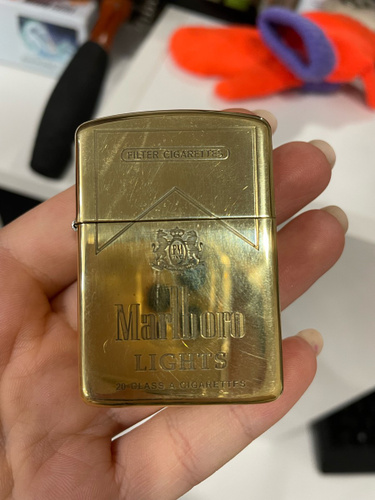 FILTER CIGARETTES
Marlboro
LIGHTS
20 CLASS A CIGARETTES